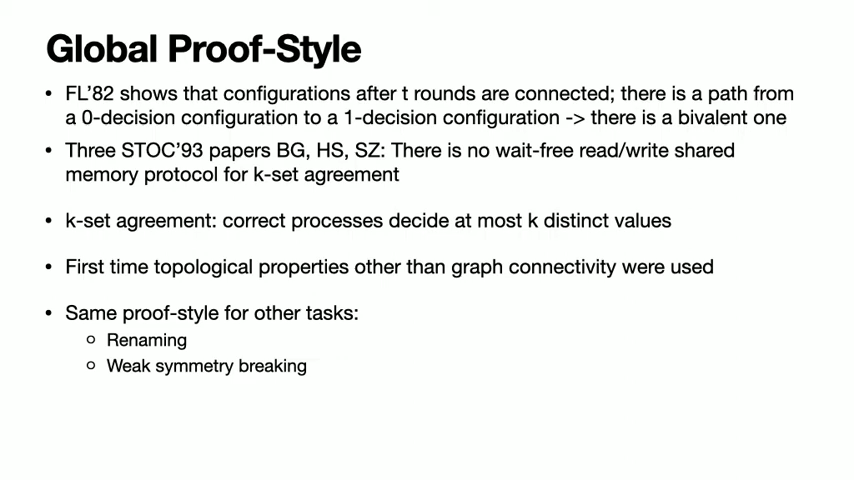 Global Proof-Style
• FL’82 shows that configurations after t rounds are connected; there is a path from
a 0-decision configuration to a 1-decision configuration -> there is a bivalent one
• Three STOC’93 papers BG, HS, SZ: There is no wait-free read/write shared
memory protocol for k-set agreement
• k-set agreement: correct processes decide at most k distinct values
• First time topological properties other than graph connectivity were used
• Same proof-style for other tasks:
○ Renaming
○ Weak symmetry breaking